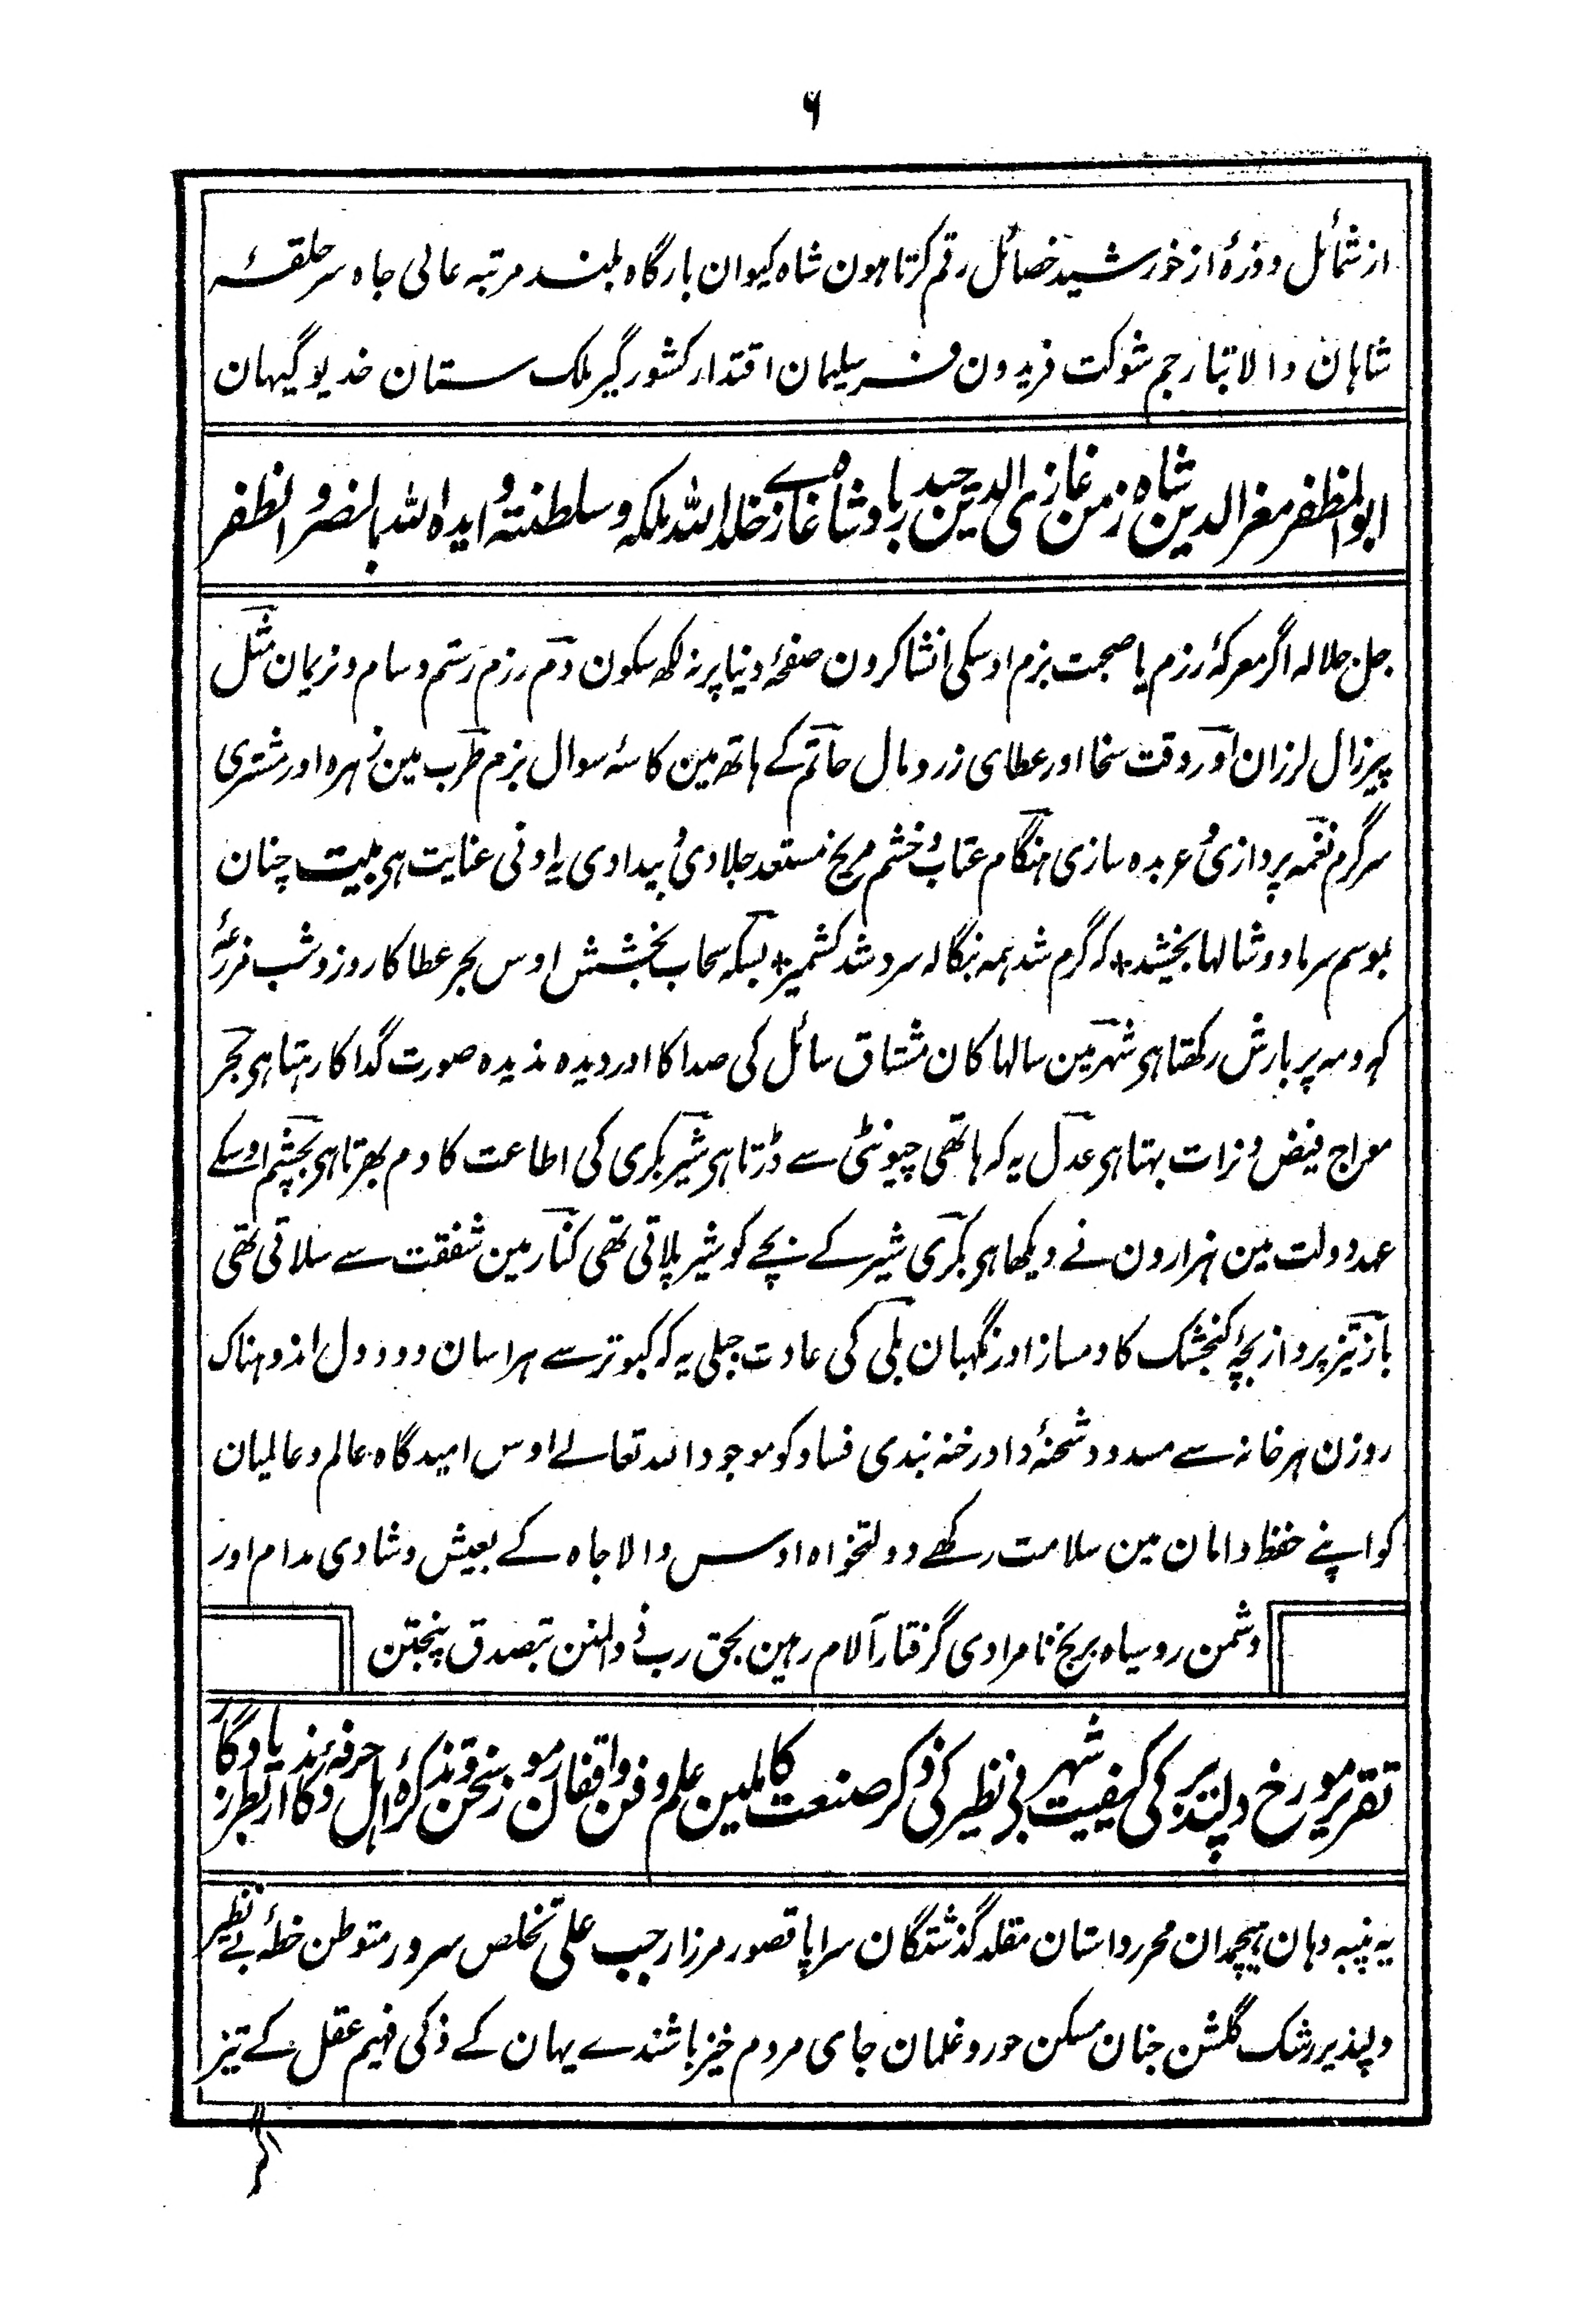 ۶
از شمائل و ذرۂ از خورشید خصائل رقم کرتا ہون شاہ کیوان بارگاہ بلند مرتبہ عالی جاہ سر حلقۂ
شاہان والا تبار جم شوکت فریدون فر سلیمان اقتدار کشور گیر ملک ستان خدیو گیہان
ابو المظفر معز الدین شاہ زمن غازی الدین حیدر بادشاہ غازے خلد اللہ ملکہ و سلطنتہٗ ایدہ اللہ بالنصر و الظفر
جل جلالہ اگر معرکۂ رزم یا صحبت بزم اوسکی انشا کرون صفحۂ دنیا پر نہ لکھ سکون دم رزم رستم و سام و نریمان مثل
پیرزال لرزان اور وقت سخا اور عطای زر و مال حاتم کے ہاتھ مین کاسۂ سوال بزم طرب مین زہرہ اور مشتری
سرگرم نغمہ پردازی و عربدہ سازی ہنگام عتاب و خشم مریخ مستعد جلادی و بیدادی یہ ادنی عنایت ہی بیت چنان
بموسم سرما دوشالہا بخشید * کہ گرم شد ہمہ بنگالہ سرد شد کشمیر * بسکہ سحاب بخشش اوس بحر عطا کا روز و شب مزرعۂ
کہ و مہ پر بارش رکھتا ہی شہر مین سالہا کان مشتاق سائل کی صدا کا اور دیدہ ندیدہ صورت گدا کا رہتا ہی بحر
مواج فیض و فرات بہتا ہی عدل یہ کہ ہاتھی چیونٹی سے ڈرتا ہی شیر بکری کی اطاعت کا دم بھرتا ہی بچشم اوسکے
عہد دولت مین ہزارون نے دیکھا ہی بکری شیر کے بچے کو شیر پلاتی تھی کنار مین شفقت سے سلاتی تھی
باز تیز پرواز بچۂ کنجشک کا دمساز اور نگہبان بلی کی عادت جبلی یہ کہ کبوتر سے ہراسان دود دل اندوہناک
روزن ہر خانہ سے مسدود شحنۂ داد رخنہ بندی فساد کو موجود اللہ تعالے اوس امیدگاہ عالم و عالمیان
کو اپنے حفظ و امان مین سلامت رکھے دولتخواہ اوس والا جاہ کے بعیش و شادی مدام اور
دشمن روسیاہ برنج نامرادی گرفتار آلام رہین بحق رب ذو المنن بتصدق پنجتن
تقریر مورخ دلپذیر کی کیفیت شہر بی نظیر کی ذکر صنعت کاملین علم و فن واقفان رموز سخن و تذکرۂ اہل حرفہ و دکاندار بطرز یادگار
یہ پنبہ دہان ہیچمدان محرر داستان مقلد گذشتگان سراپا قصور مرزا رجب علی تخلص سرور متوطن خطۂ بے نظیر
دلپذیر رشک گلشن جنان مسکن حور و غلمان جای مردم خیز باشندے یہان کے ذکی فہیم عقل کے تیز